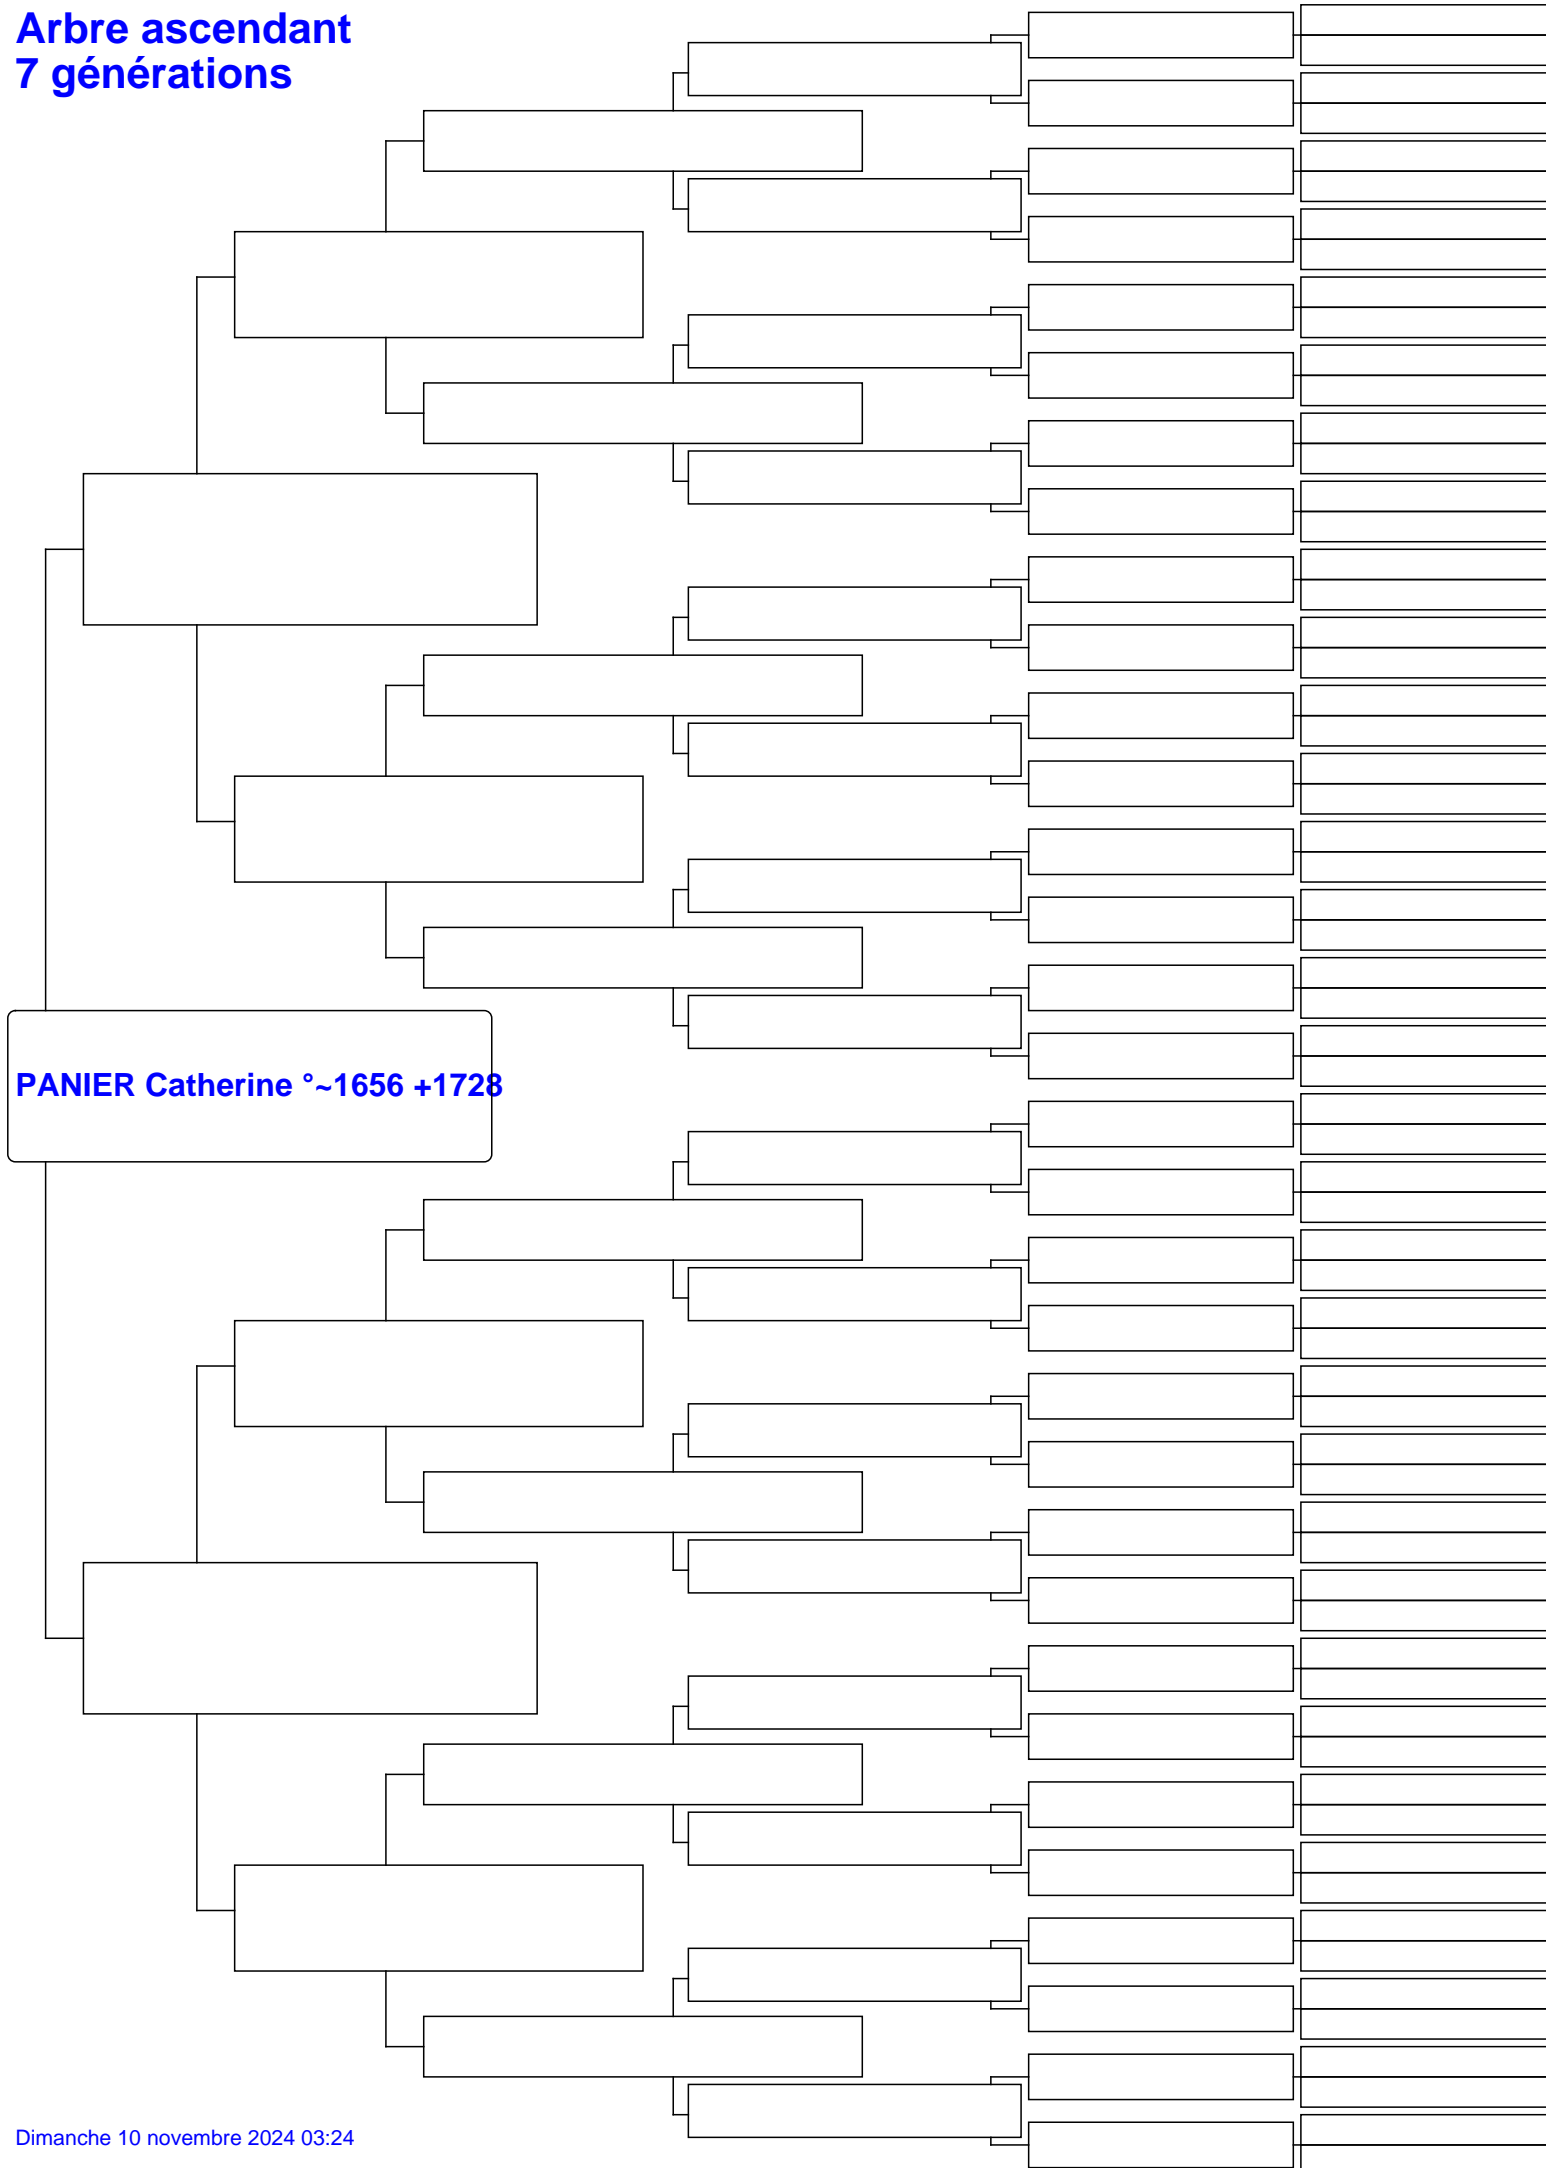 Arbre ascendant
7 générations
PANIER Catherine °~1656 +1728
Dimanche 10 novembre 2024 03:24